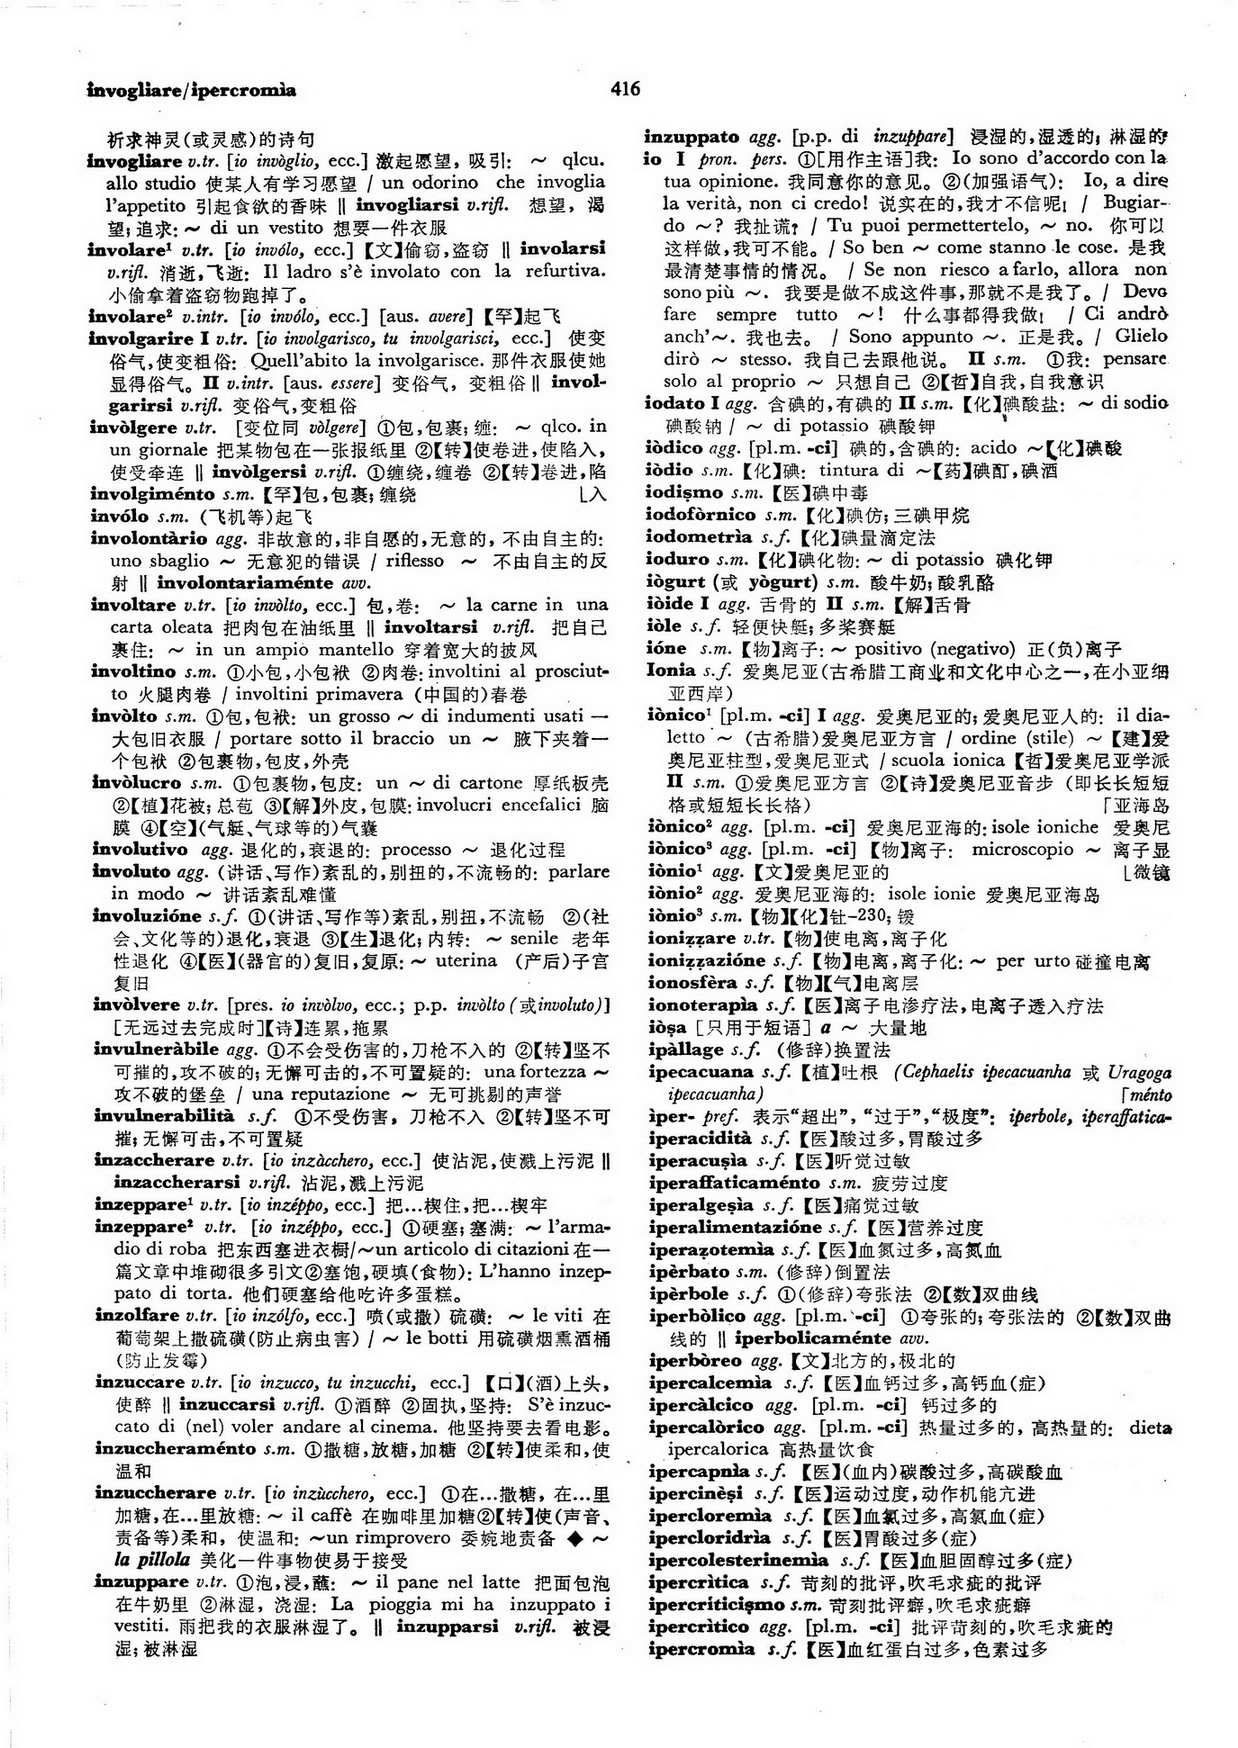 invogliare/ipercromìa
416
祈求神灵(或灵感)的诗句
invogliare v.tr. [io invòglio, ecc.] 激起愿望, 吸引: ~ qlcu.
allo studio 使某人有学习愿望 / un odorino che invoglia
l'appetito 引起食欲的香味 ‖ invogliarsi v.rifl. 想望, 渴
望; 追求: ~ di un vestito 想要一件衣服
involare¹ v.tr. [io invólo, ecc.]【文】偷窃,盗窃 ‖ involarsi
v.rifl. 消逝,飞逝: Il ladro s'è involato con la refurtiva.
小偷拿着盗窃物跑掉了。
involare² v.intr. [io invólo, ecc.] [aus. avere]【罕】起飞
involgarire I v.tr. [io involgarisco, tu involgarisci, ecc.] 使变
俗气,使变粗俗: Quell'abito la involgarisce. 那件衣服使她
显得俗气。II v.intr. [aus. essere] 变俗气, 变粗俗‖ invol-
garirsi v.rifl. 变俗气,变粗俗
invòlgere v.tr. [变位同 vòlgere] ①包,包裹;缠: ~ qlco. in
un giornale 把某物包在一张报纸里 ②【转】使卷进,使陷入,
使受牵连 ‖ invòlgersi v.rifl. ①缠绕,缠卷 ②【转】卷进,陷
involgiménto s.m.【罕】包,包裹; 缠绕 ⌊入
invólo s.m. (飞机等)起飞
involontàrio agg. 非故意的,非自愿的,无意的, 不由自主的:
uno sbaglio ~ 无意犯的错误 / riflesso ~ 不由自主的反
射 ‖ involontariaménte avv.
involtare v.tr. [io invòlto, ecc.] 包,卷: ~ la carne in una
carta oleata 把肉包在油纸里 ‖ involtarsi v.rifl. 把自己
裹住: ~ in un ampio mantello 穿着宽大的披风
involtino s.m. ①小包,小包袱 ②肉卷: involtini al prosciut-
to 火腿肉卷 / involtini primavera (中国的)春卷
invòlto s.m. ①包,包袱: un grosso ~ di indumenti usati 一
大包旧衣服 / portare sotto il braccio un ~ 腋下夹着一
个包袱 ②包裹物,包皮,外壳
invòlucro s.m. ①包裹物,包皮: un ~ di cartone 厚纸板壳
②【植】花被; 总苞 ③【解】外皮,包膜: involucri encefalici 脑
膜 ④【空】(气艇、气球等的)气囊
involutivo agg. 退化的,衰退的: processo ~ 退化过程
involuto agg. (讲话、写作)紊乱的,别扭的,不流畅的: parlare
in modo ~ 讲话紊乱难懂
involuzióne s.f. ①(讲话、写作等)紊乱,别扭,不流畅 ②(社
会、文化等的)退化,衰退 ③【生】退化; 内转: ~ senile 老年
性退化 ④【医】(器官的)复旧,复原: ~ uterina (产后)子宫
复旧
invòlvere v.tr. [pres. io invòlvo, ecc.; p.p. invòlto (或involuto)]
[无远过去完成时]【诗】连累,拖累
invulneràbile agg. ①不会受伤害的,刀枪不入的 ②【转】坚不
可摧的,攻不破的; 无懈可击的,不可置疑的: una fortezza ~
攻不破的堡垒 / una reputazione ~ 无可挑剔的声誉
invulnerabilità s.f. ①不受伤害, 刀枪不入 ②【转】坚不可
摧; 无懈可击,不可置疑
inzaccherare v.tr. [io inzàcchero, ecc.] 使沾泥,使溅上污泥 ‖
inzaccherarsi v.rifl. 沾泥,溅上污泥
inzeppare¹ v.tr. [io inzéppo, ecc.] 把…楔住,把…楔牢
inzeppare² v.tr. [io inzéppo, ecc.] ①硬塞; 塞满: ~ l'arma-
dio di roba 把东西塞进衣橱/~un articolo di citazioni 在一
篇文章中堆砌很多引文②塞饱,硬填(食物): L'hanno inzep-
pato di torta. 他们硬塞给他吃许多蛋糕。
inzolfare v.tr. [io inzólfo, ecc.] 喷(或撒) 硫磺: ~ le viti 在
葡萄架上撒硫磺(防止病虫害) / ~ le botti 用硫磺烟熏酒桶
(防止发霉)
inzuccare v.tr. [io inzucco, tu inzucchi, ecc.]【口】(酒)上头,
使醉 ‖ inzuccarsi v.rifl. ①酒醉 ②固执,坚持: S'è inzuc-
cato di (nel) voler andare al cinema. 他坚持要去看电影。
inzuccheraménto s.m. ①撒糖,放糖,加糖 ②【转】使柔和,使
温和
inzuccherare v.tr. [io inzùcchero, ecc.] ①在…撒糖, 在…里
加糖,在…里放糖: ~ il caffè 在咖啡里加糖②【转】使(声音、
责备等)柔和, 使温和: ~un rimprovero 委婉地责备 ◆ ~
la pillola 美化一件事物使易于接受
inzuppare v.tr. ①泡,浸,蘸: ~ il pane nel latte 把面包泡
在牛奶里 ②淋湿, 浇湿: La pioggia mi ha inzuppato i
vestiti. 雨把我的衣服淋湿了。‖ inzupparsi v.rifl. 被浸
湿; 被淋湿
inzuppato agg. [p.p. di inzuppare] 浸湿的,湿透的; 淋湿的
io I pron. pers. ①[用作主语]我: Io sono d'accordo con la
tua opinione. 我同意你的意见。②(加强语气): Io, a dire
la verità, non ci credo! 说实在的,我才不信呢! / Bugiar-
do ~? 我扯谎? / Tu puoi permettertelo, ~ no. 你可以
这样做,我可不能。/ So ben ~ come stanno le cose. 是我
最清楚事情的情况。 / Se non riesco a farlo, allora non
sono più ~. 我要是做不成这件事,那就不是我了。/ Devo
fare sempre tutto ~! 什么事都得我做! / Ci andrò
anch'~. 我也去。 / Sono appunto ~. 正是我。/ Glielo
dirò ~ stesso. 我自己去跟他说。 II s.m. ①我: pensare
solo al proprio ~ 只想自己 ②【哲】自我,自我意识
iodato I agg. 含碘的,有碘的 II s.m.【化】碘酸盐: ~ di sodio
碘酸钠 / ~ di potassio 碘酸钾
iòdico agg. [pl.m. -ci] 碘的,含碘的: acido ~【化】碘酸
iòdio s.m.【化】碘: tintura di ~【药】碘酊,碘酒
iodiṣmo s.m.【医】碘中毒
iodofòrnico s.m.【化】碘仿; 三碘甲烷
iodometrìa s.f.【化】碘量滴定法
ioduro s.m.【化】碘化物: ~ di potassio 碘化钾
iògurt (或 yògurt) s.m. 酸牛奶; 酸乳酪
iòide I agg. 舌骨的 II s.m.【解】舌骨
iòle s.f. 轻便快艇; 多桨赛艇
ióne s.m.【物】离子: ~ positivo (negativo) 正(负)离子
Ionia s.f. 爱奥尼亚(古希腊工商业和文化中心之一,在小亚细
亚西岸)
iònico¹ [pl.m. -ci] I agg. 爱奥尼亚的; 爱奥尼亚人的: il dia-
letto ~ (古希腊)爱奥尼亚方言 / ordine (stile) ~【建】爱
奥尼亚柱型,爱奥尼亚式 / scuola ionica【哲】爱奥尼亚学派
II s.m. ①爱奥尼亚方言 ②【诗】爱奥尼亚音步 (即长长短短
格或短短长长格) ⌈亚海岛
iònico² agg. [pl.m. -ci] 爱奥尼亚海的: isole ioniche 爱奥尼
iònico³ agg. [pl.m. -ci]【物】离子: microscopio ~ 离子显
iònio¹ agg.【文】爱奥尼亚的 ⌊微镜
iònio² agg. 爱奥尼亚海的: isole ionie 爱奥尼亚海岛
iònio³ s.m.【物】【化】钍-230; 锾
ioniẓẓare v.tr.【物】使电离,离子化
ioniẓẓazióne s.f.【物】电离,离子化: ~ per urto 碰撞电离
ionosfèra s.f.【物】【气】电离层
ionoterapìa s.f.【医】离子电渗疗法,电离子透入疗法
iòṣa [只用于短语] a ~ 大量地
ipàllage s.f. (修辞)换置法
ipecacuana s.f.【植】吐根 (Cephaelis ipecacuanha 或 Uragoga
ipecacuanha) ⌈ménto
ìper- pref. 表示“超出”, “过于”,“极度”: iperbole, iperaffatica-
iperacidità s.f.【医】酸过多,胃酸过多
iperacuṣìa s.f.【医】听觉过敏
iperaffaticaménto s.m. 疲劳过度
iperalgeṣìa s.f.【医】痛觉过敏
iperalimentazióne s.f.【医】营养过度
iperaẓotemìa s.f.【医】血氮过多,高氮血
ipèrbato s.m. (修辞)倒置法
ipèrbole s.f. ①(修辞)夸张法 ②【数】双曲线
iperbòlico agg. [pl.m. -ci] ①夸张的; 夸张法的 ②【数】双曲
线的 ‖ iperbolicaménte avv.
iperbòreo agg.【文】北方的,极北的
ipercalcemìa s.f.【医】血钙过多,高钙血(症)
ipercàlcico agg. [pl.m. -ci] 钙过多的
ipercalòrico agg. [pl.m. -ci] 热量过多的, 高热量的: dieta
ipercalorica 高热量饮食
ipercapnìa s.f.【医】(血内)碳酸过多,高碳酸血
ipercinèṣi s.f.【医】运动过度,动作机能亢进
ipercloremìa s.f.【医】血氯过多,高氯血(症)
ipercloridrìa s.f.【医】胃酸过多(症)
ipercolesterinemìa s.f.【医】血胆固醇过多(症)
ipercrìtica s.f. 苛刻的批评,吹毛求疵的批评
ipercriticiṣmo s.m. 苛刻批评癖,吹毛求疵癖
ipercrìtico agg. [pl.m. -ci] 批评苛刻的,吹毛求疵的
ipercromìa s.f.【医】血红蛋白过多,色素过多